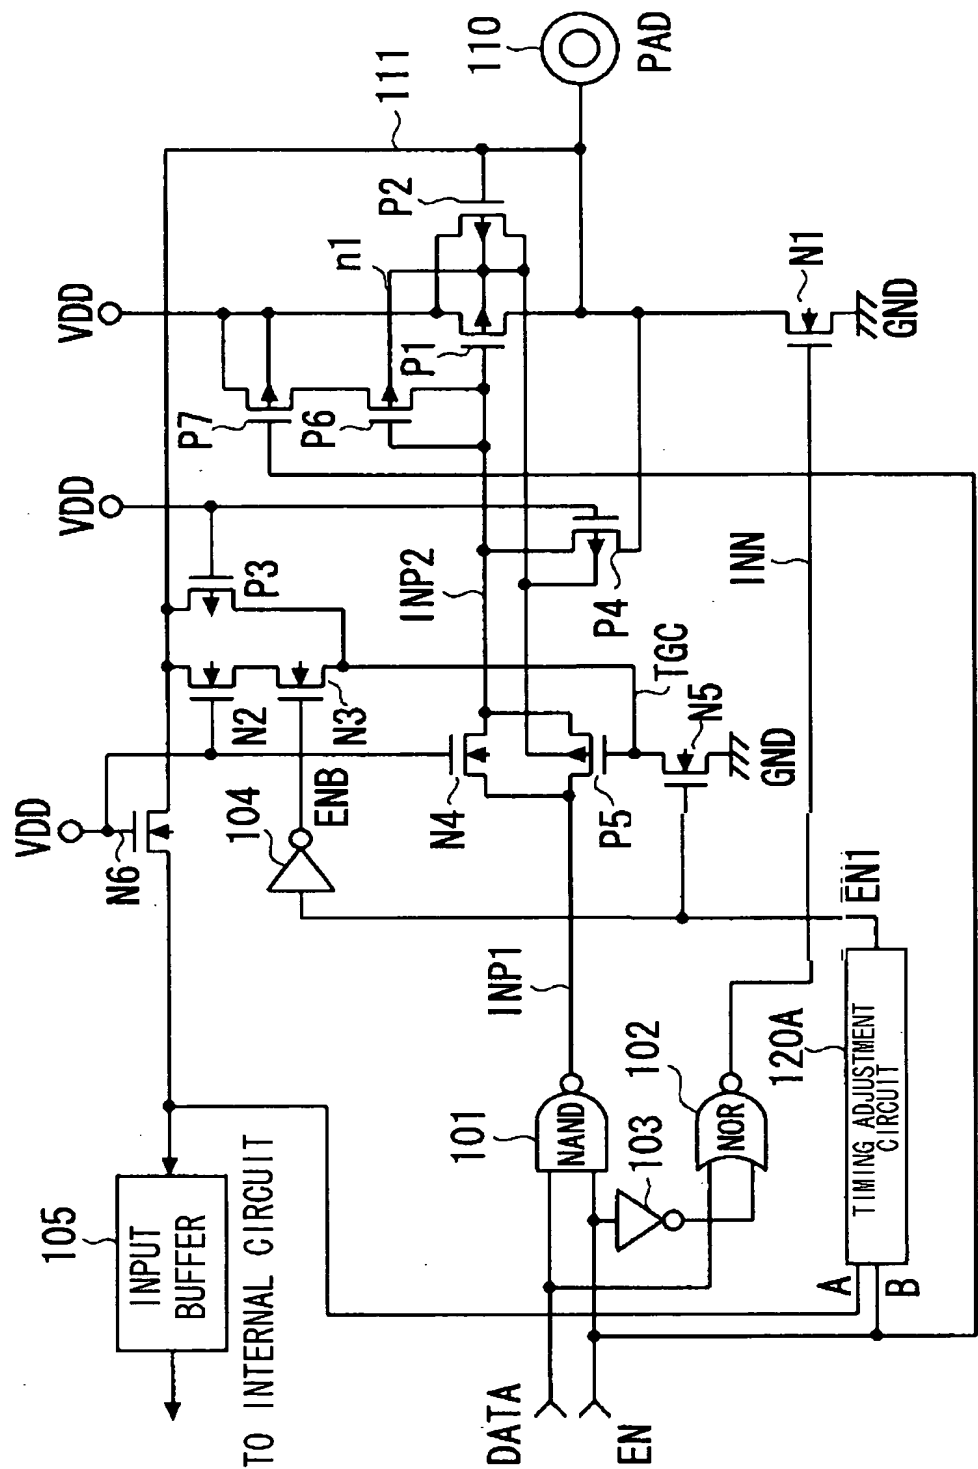 VDD
N6
VDD
P3
N2
N3
ENB
104
N4
P5
TGC
N5
GND
INP2
P4
VDD
P7
P6
n1
P1
P2
111
110
PAD
INN
N1
GND
105
INPUT
BUFFER
TO INTERNAL CIRCUIT
INP1
101
NAND
103
102
NOR
EN1
120A
TIMING ADJUSTMENT
CIRCUIT
A
B
DATA
EN